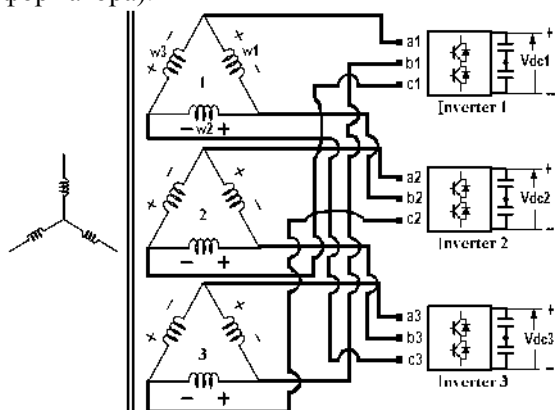 w3
w1
1
w2
− +
a1
b1
c1
Inverter 1
+
Vdc1
−
2
− +
a2
b2
c2
Inverter 2
+
Vdc2
−
3
− +
a3
b3
c3
Inverter 3
+
Vdc3
−